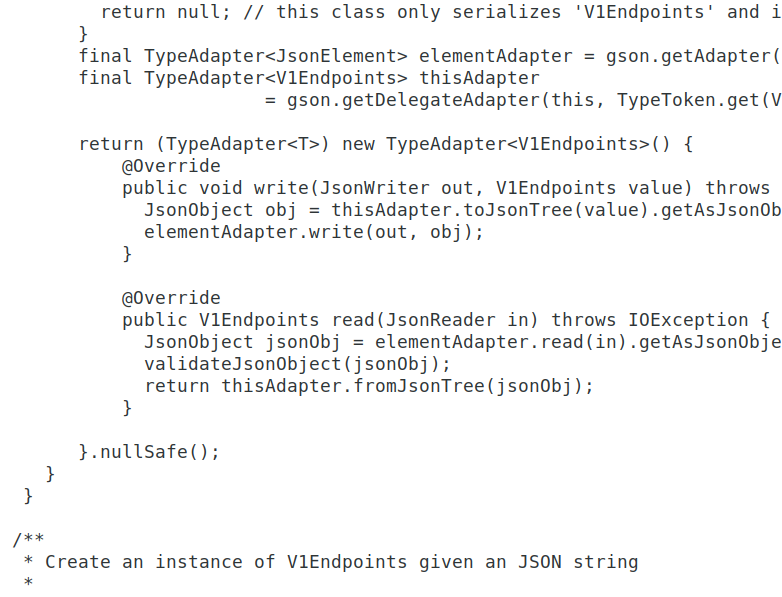 return null; // this class only serializes 'V1Endpoints' and i
}
final TypeAdapter<JsonElement> elementAdapter = gson.getAdapter(
final TypeAdapter<V1Endpoints> thisAdapter
= gson.getDelegateAdapter(this, TypeToken.get(V
return (TypeAdapter<T>) new TypeAdapter<V1Endpoints>() {
@Override
public void write(JsonWriter out, V1Endpoints value) throws
JsonObject obj = thisAdapter.toJsonTree(value).getAsJsonOb
elementAdapter.write(out, obj);
}
@Override
public V1Endpoints read(JsonReader in) throws IOException {
JsonObject jsonObj = elementAdapter.read(in).getAsJsonObje
validateJsonObject(jsonObj);
return thisAdapter.fromJsonTree(jsonObj);
}
}.nullSafe();
}
}
/**
* Create an instance of V1Endpoints given an JSON string
*